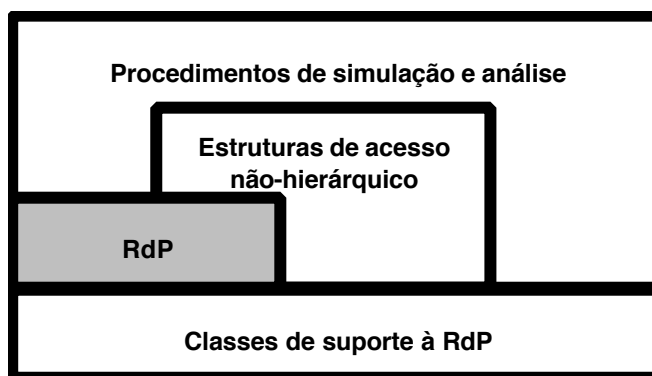 Procedimentos de simulação e análise
Estruturas de acesso
não-hierárquico
RdP
Classes de suporte à RdP